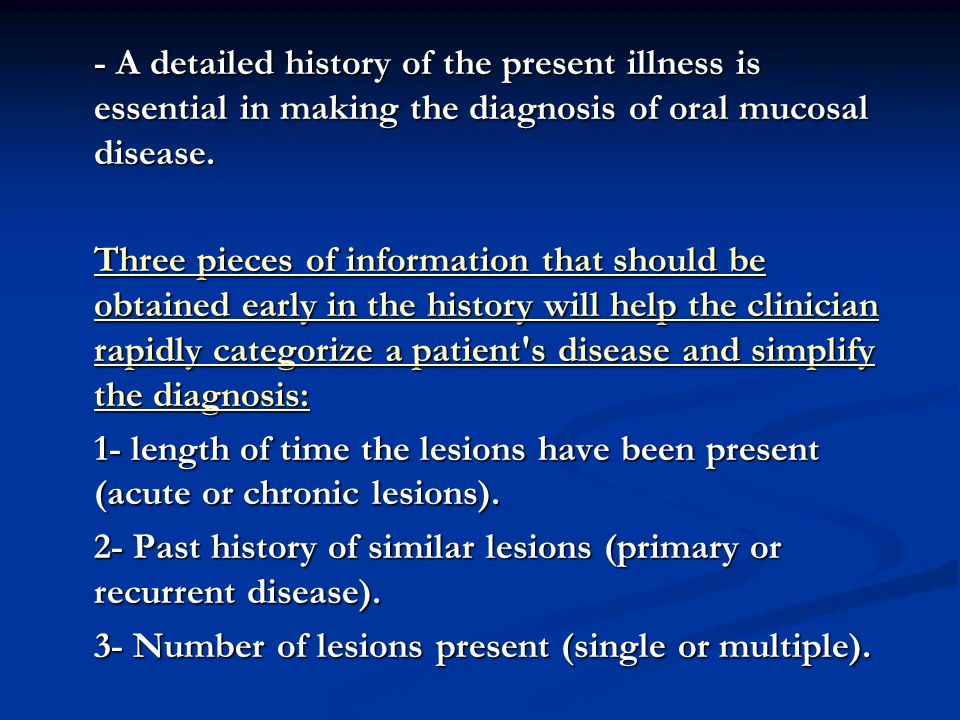 - A detailed history of the present illness is
essential in making the diagnosis of oral mucosal
disease.
Three pieces of information that should be
obtained early in the history will help the clinician
rapidly categorize a patient's disease and simplify
the diagnosis:
1- length of time the lesions have been present
(acute or chronic lesions).
2- Past history of similar lesions (primary or
recurrent disease).
3- Number of lesions present (single or multiple).